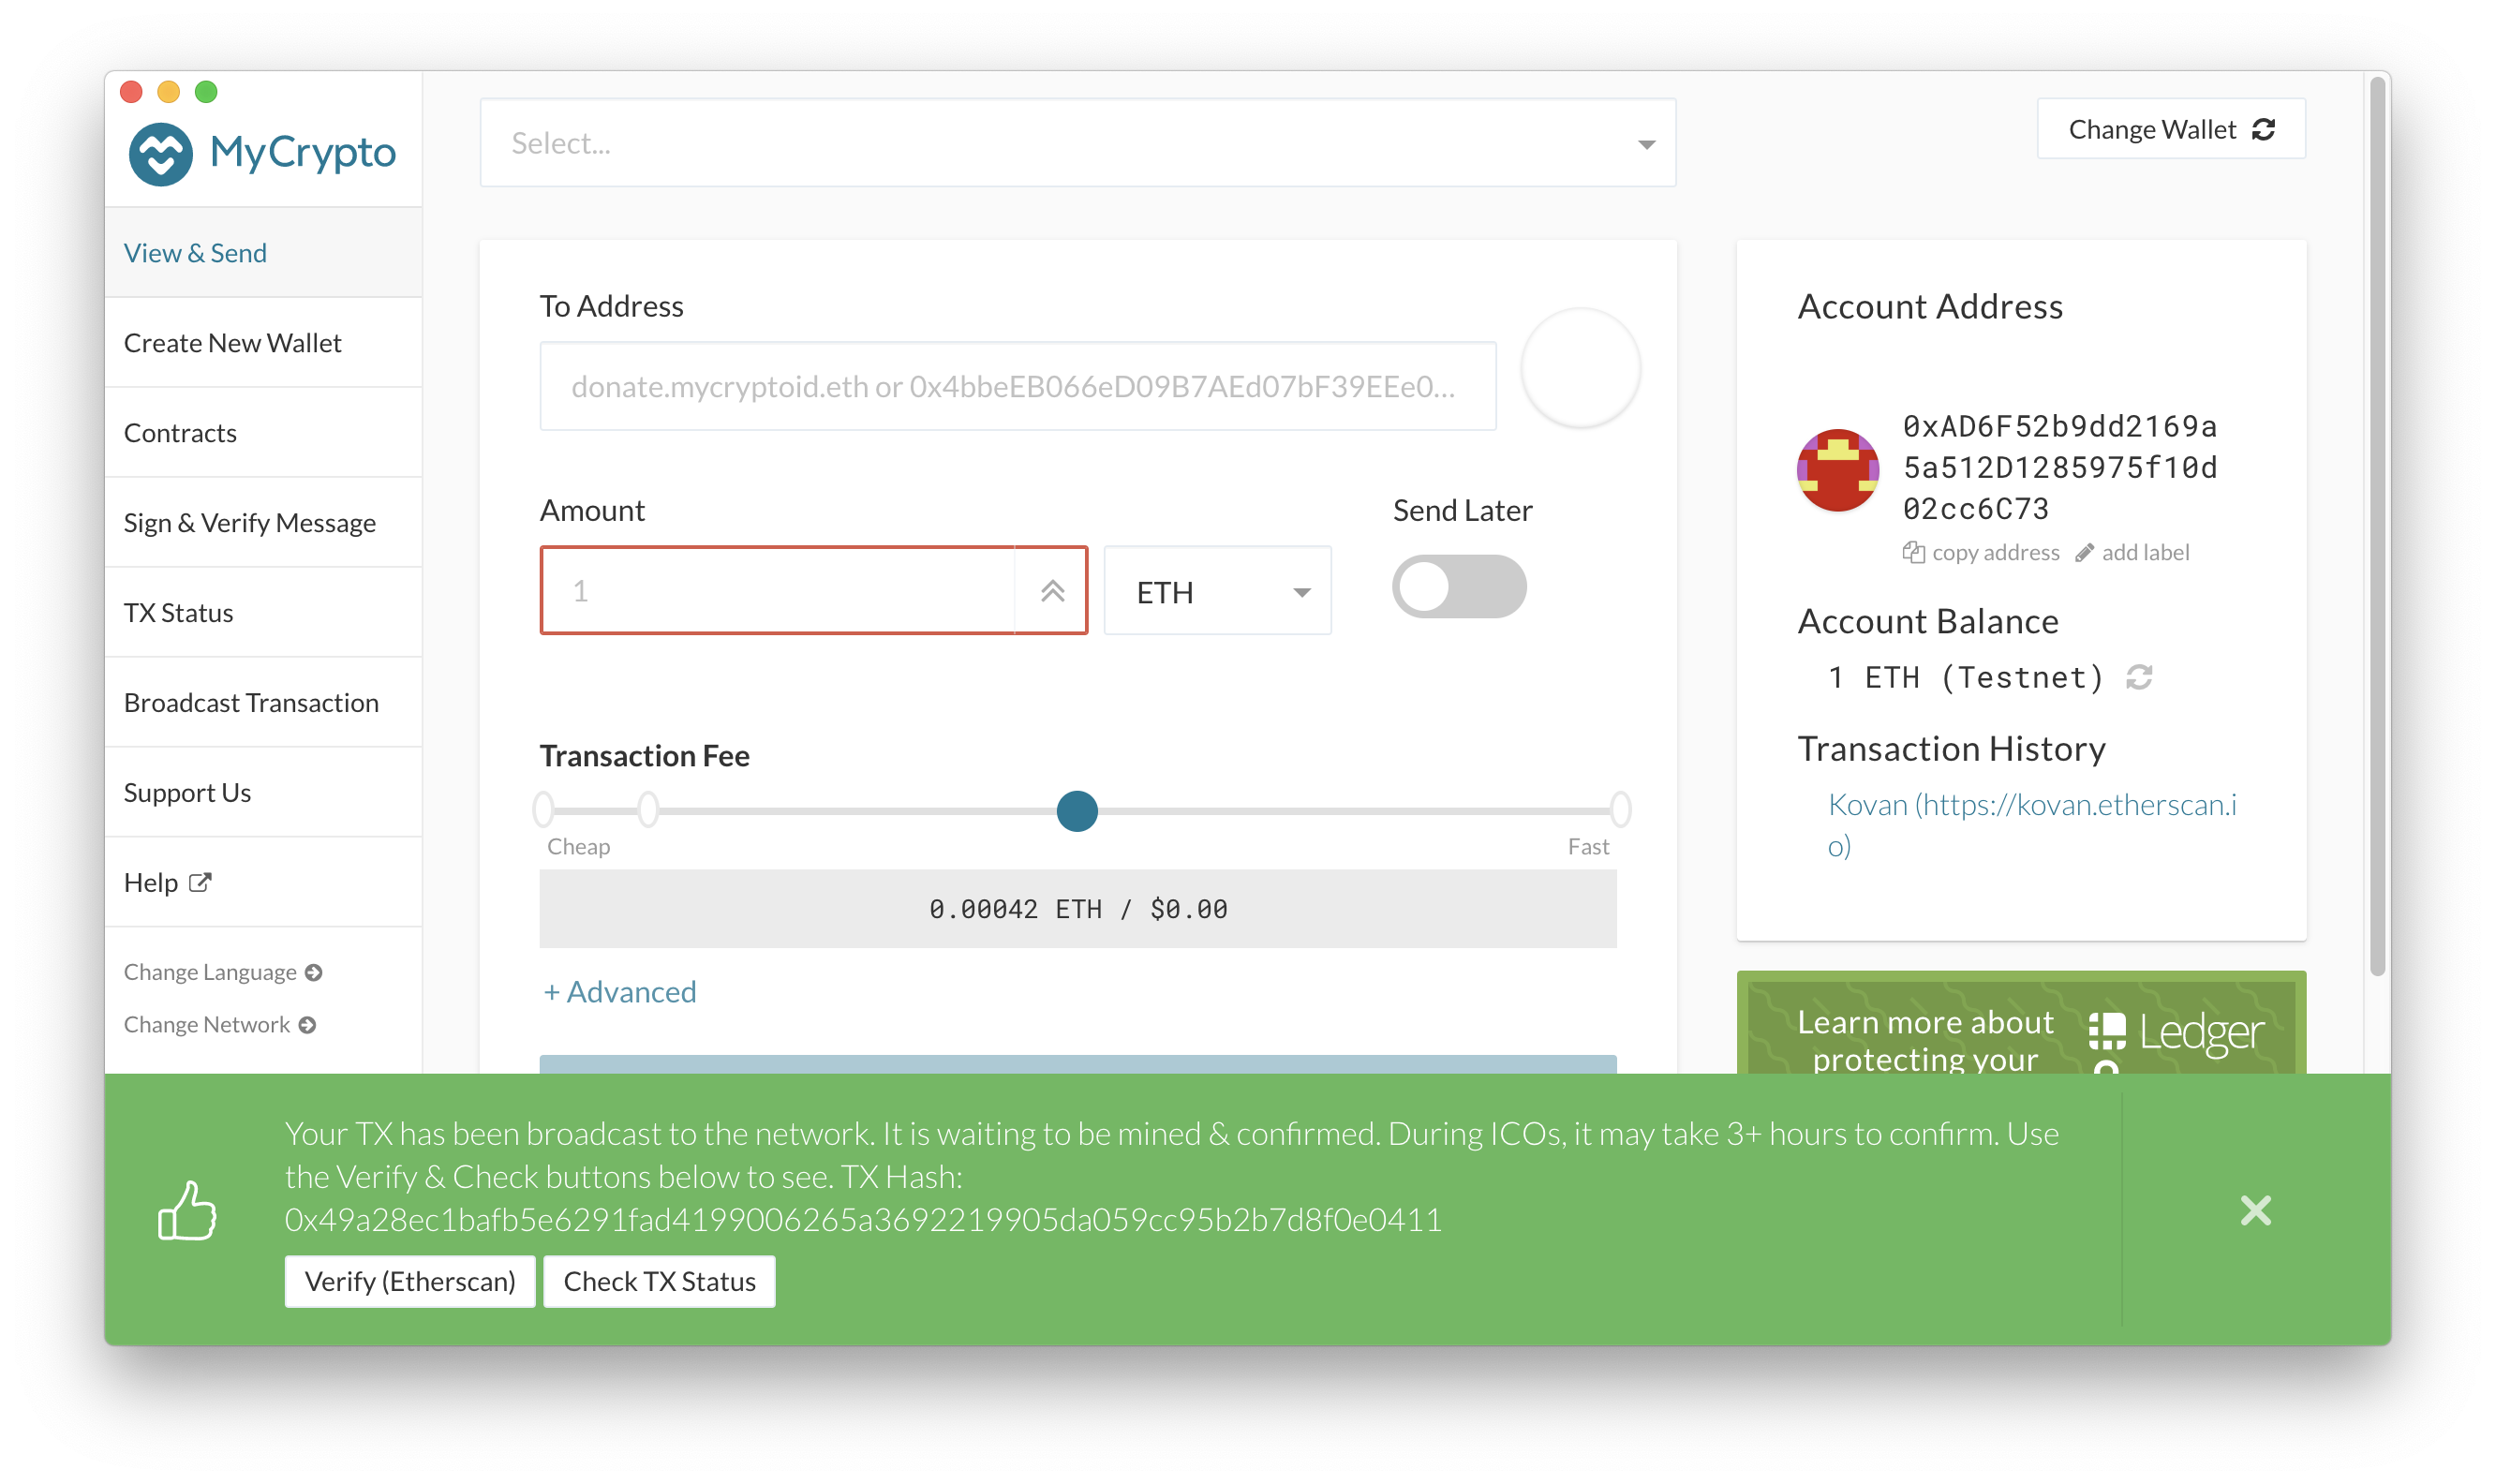 MyCrypto
View & Send
Create New Wallet
Contracts
Sign & Verify Message
TX Status
Broadcast Transaction
Support Us
Help
Change Language
Change Network
Select...
Change Wallet
To Address
donate.mycryptoid.eth or 0x4bbeEB066eD09B7AEd07bF39EEe0...
Amount
Send Later
1
ETH
Transaction Fee
Cheap
Fast
0.00042 ETH / $0.00
+ Advanced
Account Address
0xAD6F52b9dd2169a
5a512D1285975f10d
02cc6C73
copy address
add label
Account Balance
1 ETH (Testnet)
Transaction History
Kovan (https://kovan.etherscan.i
o)
Learn more about
protecting your
Ledger
Your TX has been broadcast to the network. It is waiting to be mined & confirmed. During ICOs, it may take 3+ hours to confirm. Use
the Verify & Check buttons below to see. TX Hash:
0x49a28ec1bafb5e6291fad4199006265a3692219905da059cc95b2b7d8f0e0411
Verify (Etherscan)
Check TX Status